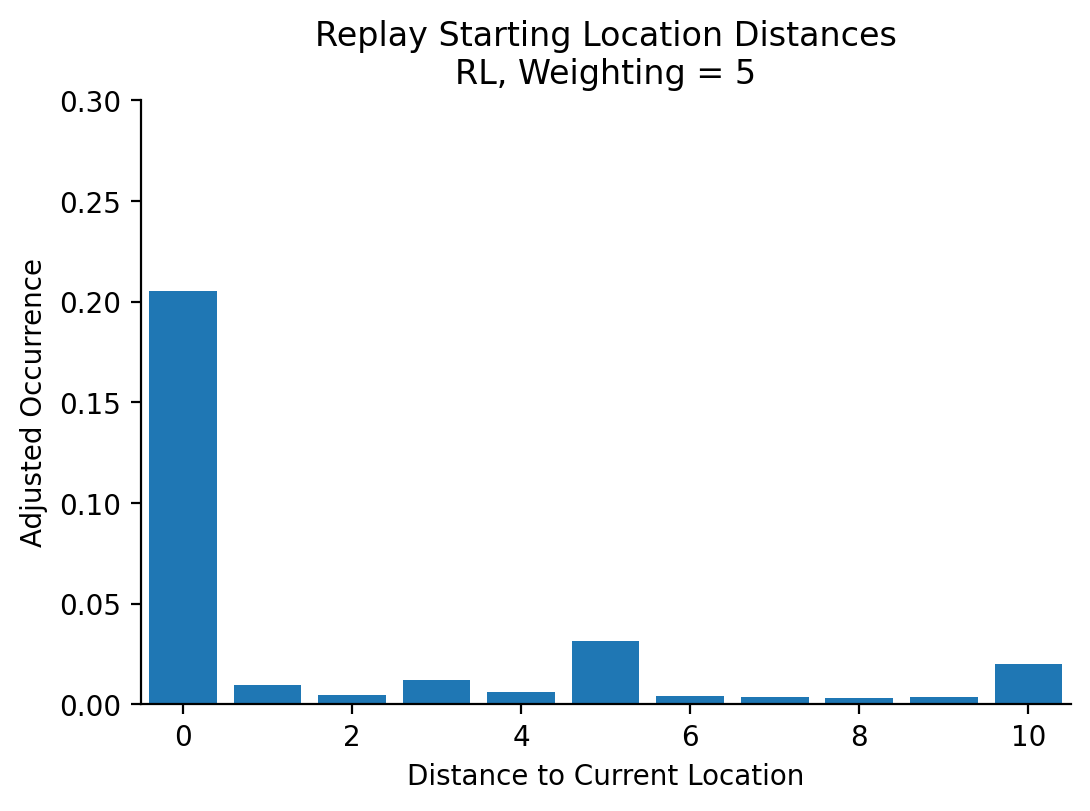 Replay Starting Location Distances
RL, Weighting = 5
0.30
0.25
0.20
0.15
0.10
0.05
0.00
Adjusted Occurrence
0 2 4 6 8 10
Distance to Current Location